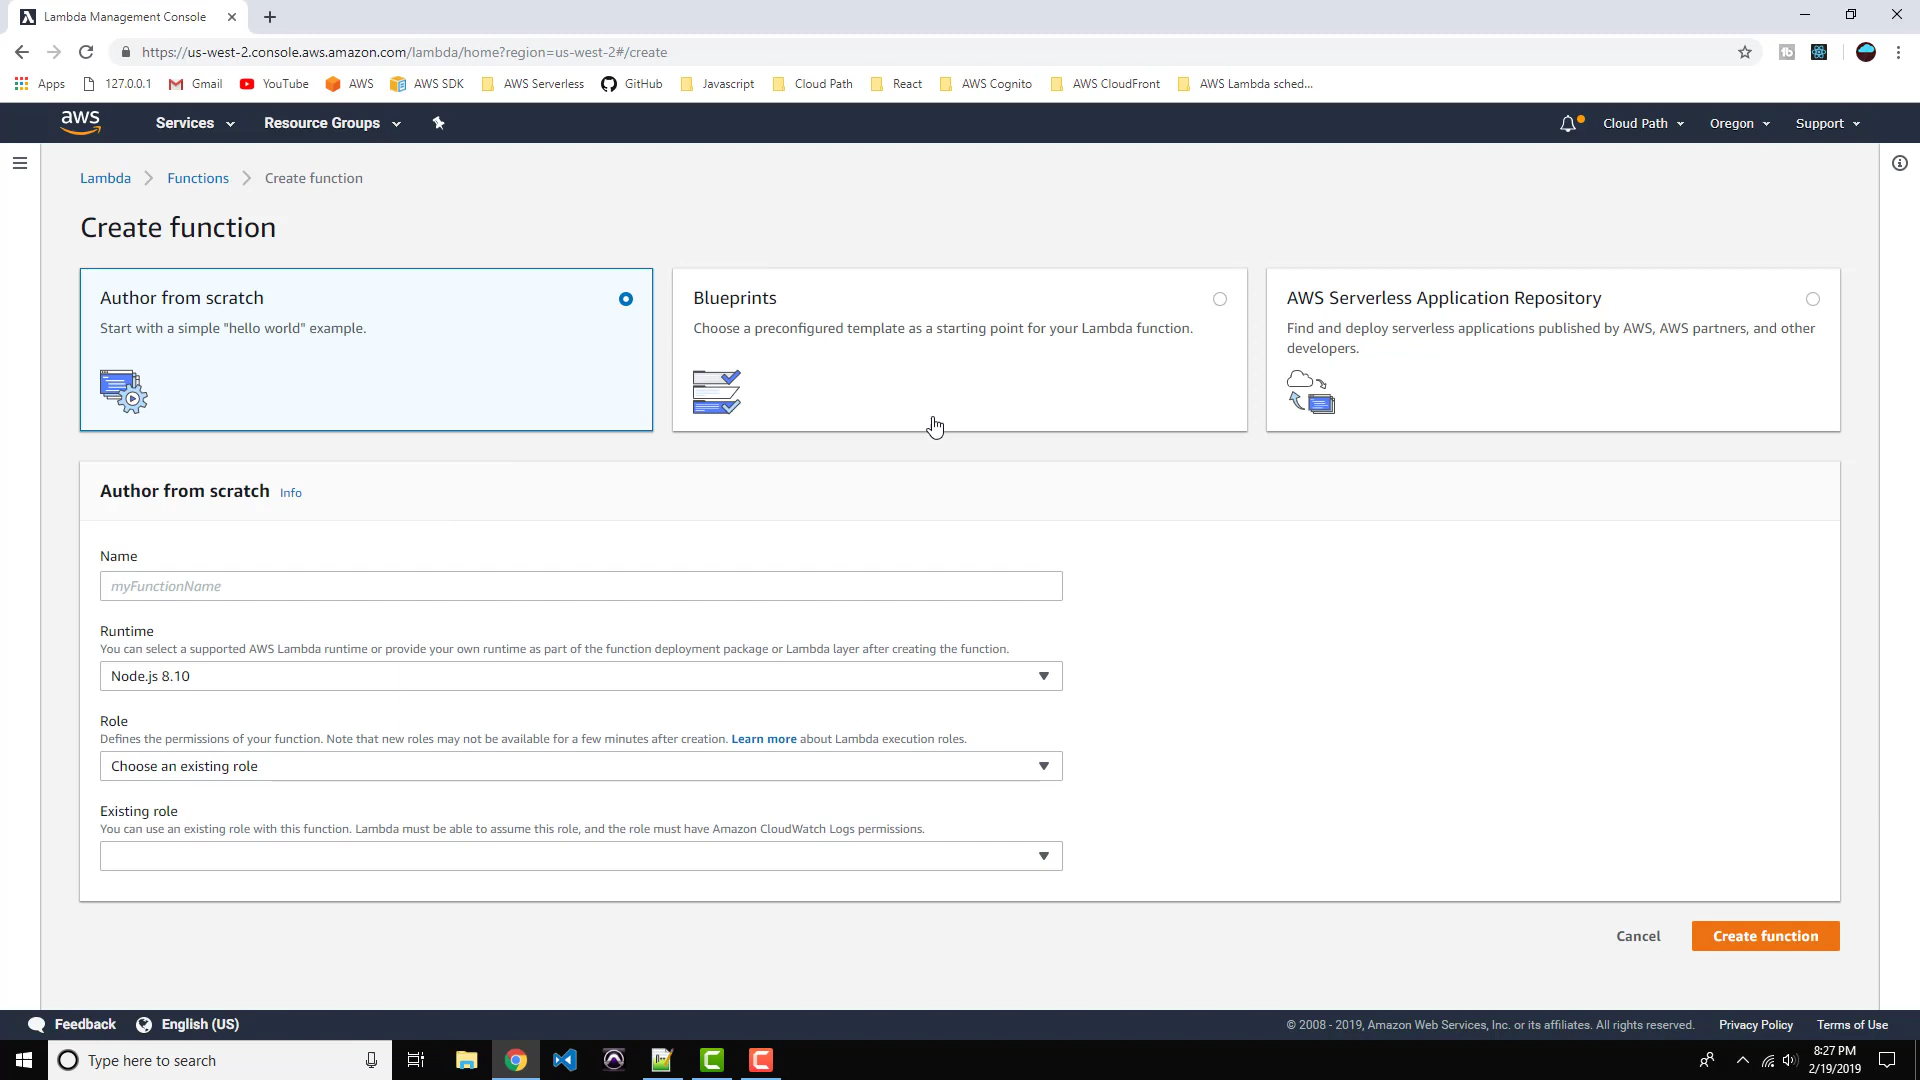 Lambda Management Console
https://us-west-2.console.aws.amazon.com/lambda/home?region=us-west-2#/create
Apps 127.0.0.1 Gmail YouTube AWS AWS SDK AWS Serverless GitHub Javascript Cloud Path React AWS Cognito AWS CloudFront AWS Lambda sched...
aws Services Resource Groups Cloud Path Oregon Support
Lambda Functions Create function
Create function
Author from scratch
Start with a simple "hello world" example.
Blueprints
Choose a preconfigured template as a starting point for your Lambda function.
AWS Serverless Application Repository
Find and deploy serverless applications published by AWS, AWS partners, and other
developers.
Author from scratch Info
Name
myFunctionName
Runtime
You can select a supported AWS Lambda runtime or provide your own runtime as part of the function deployment package or Lambda layer after creating the function.
Node.js 8.10
Role
Defines the permissions of your function. Note that new roles may not be available for a few minutes after creation. Learn more about Lambda execution roles.
Choose an existing role
Existing role
You can use an existing role with this function. Lambda must be able to assume this role, and the role must have Amazon CloudWatch Logs permissions.
Cancel Create function
Feedback English (US) © 2008 - 2019, Amazon Web Services, Inc. or its affiliates. All rights reserved. Privacy Policy Terms of Use
Type here to search
8:27 PM
2/19/2019